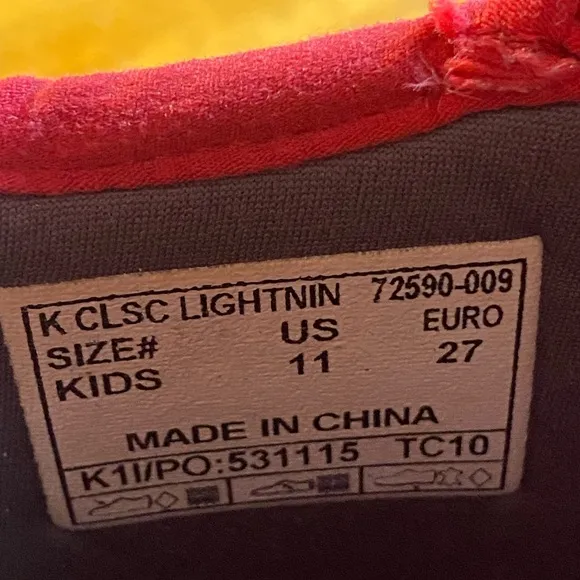 K CLSC LIGHTNIN 72590-009
SIZE# US EURO
KIDS 11 27
MADE IN CHINA
K1I/PO:531115 TC10